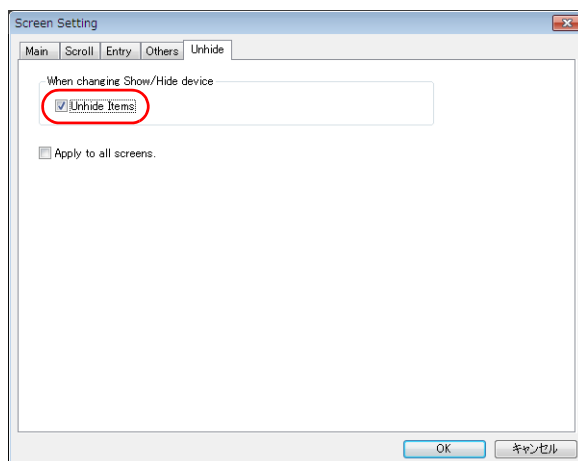 Screen Setting
Main Scroll Entry Others Unhide
When changing Show/Hide device
Unhide Items
Apply to all screens.
OK キャンセル